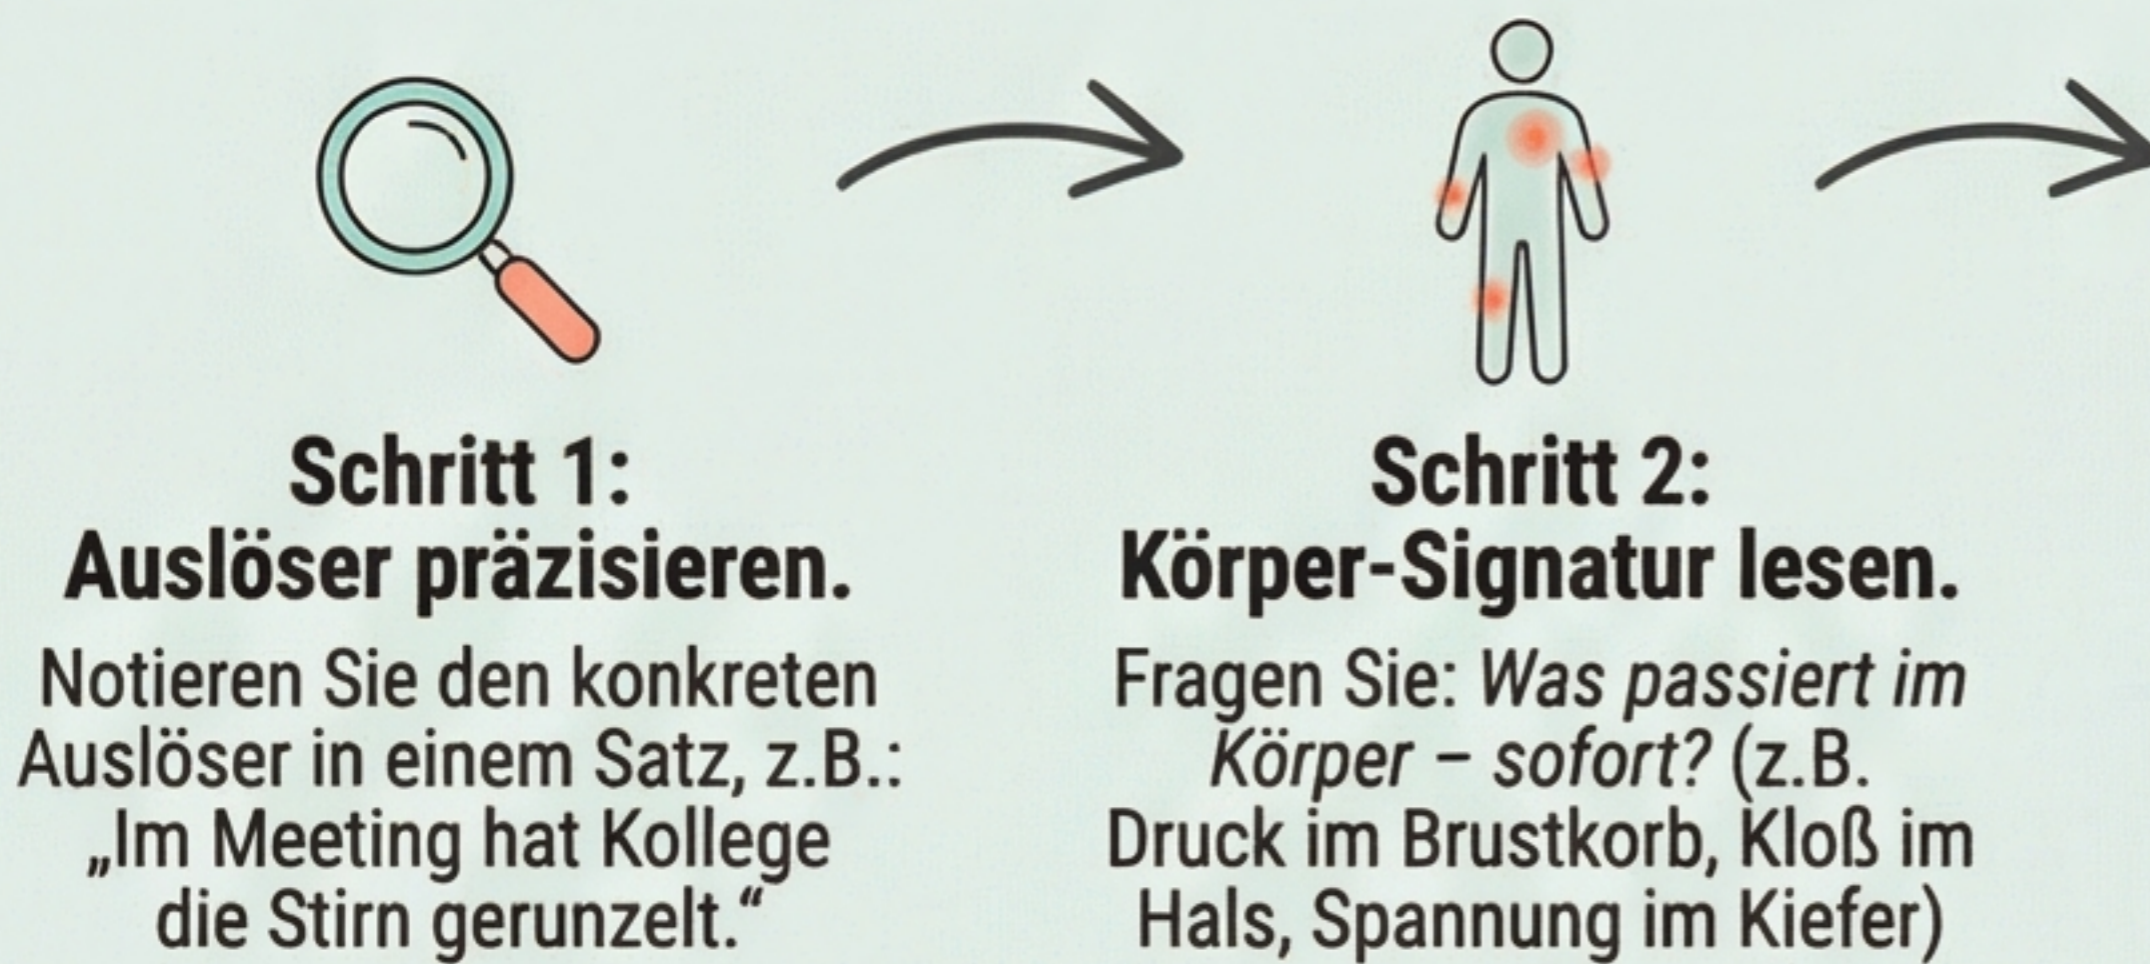 Schritt 1:
Auslöser präzisieren.
Notieren Sie den konkreten
Auslöser in einem Satz, z.B.:
„Im Meeting hat Kollege
die Stirn gerunzelt.“
Schritt 2:
Körper-Signatur lesen.
Fragen Sie: Was passiert im
Körper – sofort? (z.B.
Druck im Brustkorb, Kloß im
Hals, Spannung im Kiefer)